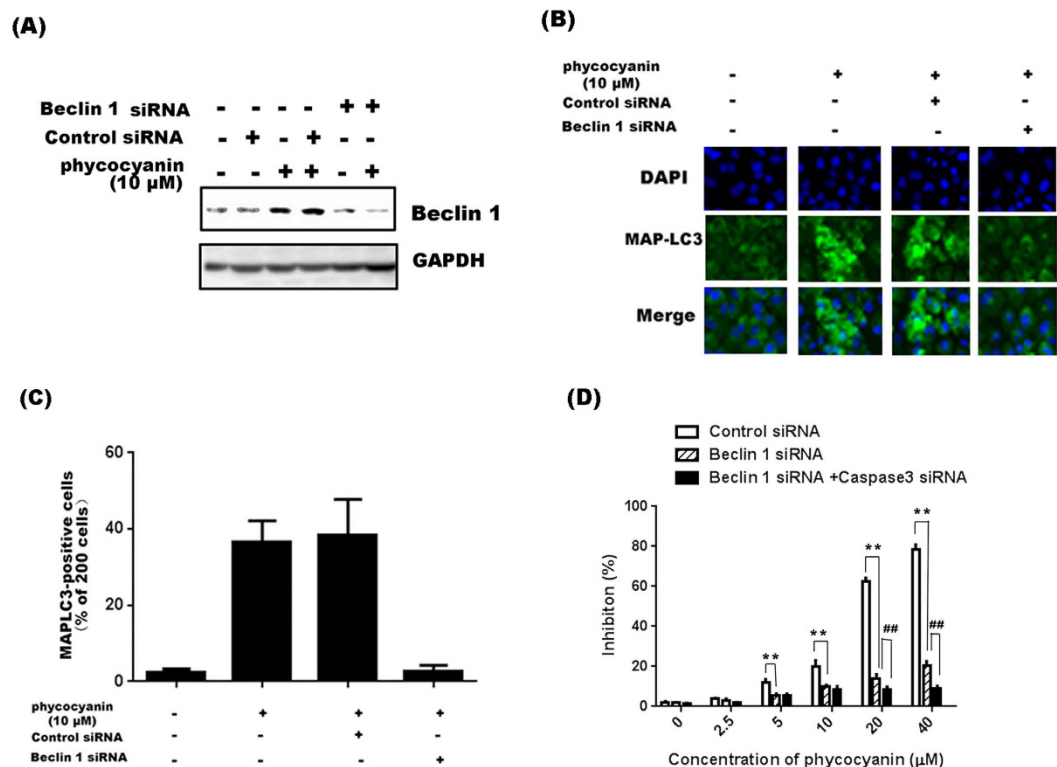 (A)
Beclin 1 siRNA - - - - + +
Control siRNA - + - + - -
phycocyanin - - + + - +
(10 μM)
Beclin 1
GAPDH
(B)
phycocyanin - + + +
(10 μM)
Control siRNA - - + -
Beclin 1 siRNA - - - +
DAPI
MAP-LC3
Merge
(C)
MAPLC3-positive cells
(% of 200 cells)
60
40
20
0
phycocyanin - + + +
(10 μM)
Control siRNA - - + -
Beclin 1 siRNA - - - +
(D)
Control siRNA
Beclin 1 siRNA
Beclin 1 siRNA +Caspase3 siRNA
Inhibiton (%)
100
80
60
40
20
0
** ** ** **
## ##
0 2.5 5 10 20 40
Concentration of phycocyanin (μM)